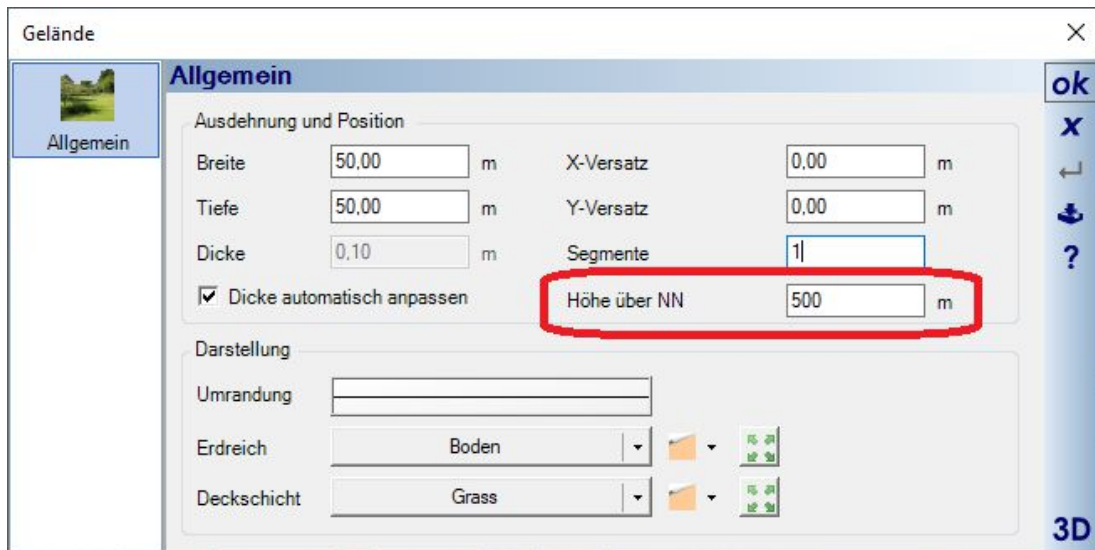 Gelände
Allgemein
Allgemein
ok
x
?
3D
Ausdehnung und Position
Breite 50,00 m X-Versatz 0,00 m
Tiefe 50,00 m Y-Versatz 0,00 m
Dicke 0,10 m Segmente 1
Dicke automatisch anpassen Höhe über NN 500 m
Darstellung
Umrandung
Erdreich Boden
Deckschicht Grass